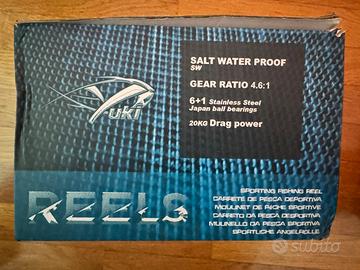 SALT WATER PROOF
SW
GEAR RATIO 4.6:1
6+1 Stainless Steel
Japan ball bearings
20KG Drag power
Yuki
REELS
SPORTING FISHING REEL
CARRETE DE PESCA DEPORTIVA
MOULINET DE PÊCHE SPORTIVE
CARRETO DA PESCA DESPORTIVA
MULINELLO DA PESCA SPORTIVA
SPORTLICHE ANGELROLLE
subito